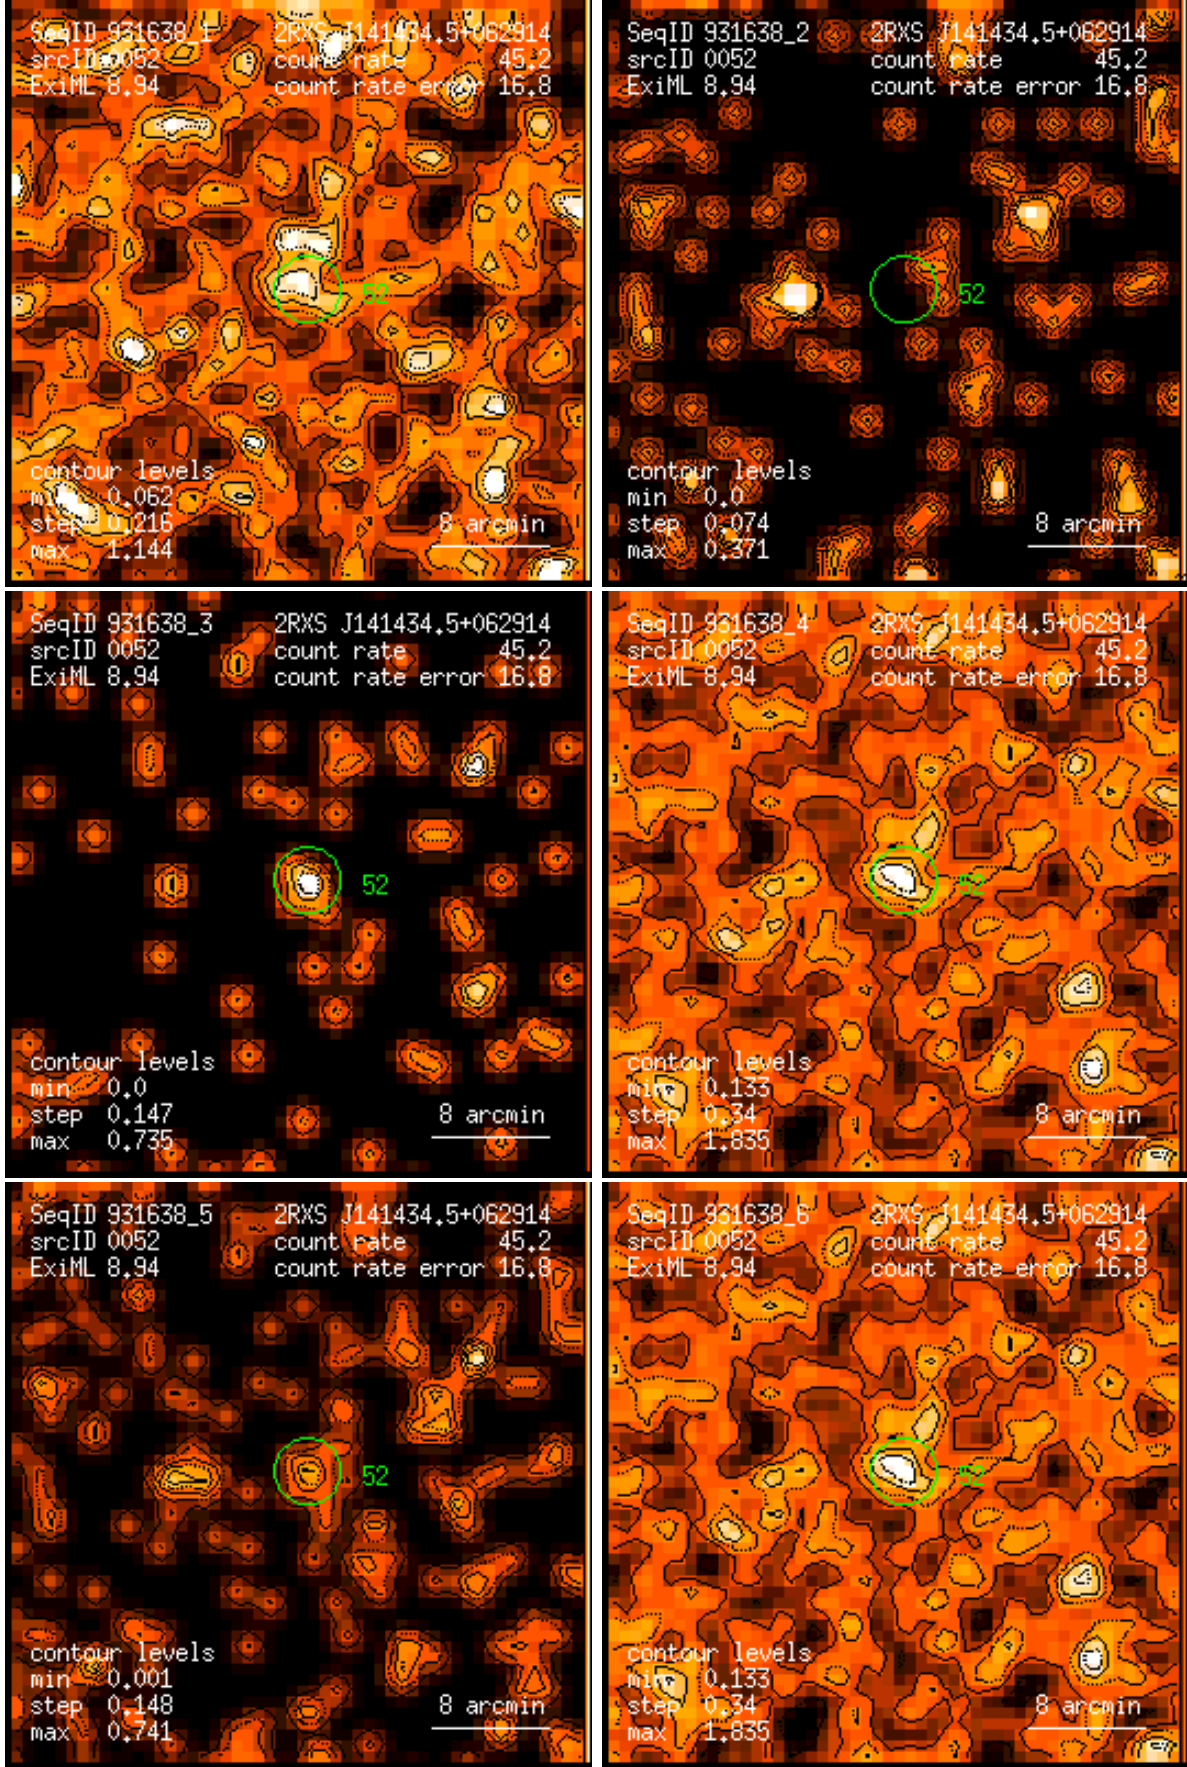 SeqID 931638_1 2RXS J141434.5+062914
srcID 0052 count rate 45.2
ExiML 8.94 count rate error 16.8
52
contour levels
min 0.062
step 0.216 8 arcmin
max 1.144
SeqID 931638_2 2RXS J141434.5+062914
srcID 0052 count rate 45.2
ExiML 8.94 count rate error 16.8
52
contour levels
min 0.0
step 0.074 8 arcmin
max 0.371
SeqID 931638_3 2RXS J141434.5+062914
srcID 0052 count rate 45.2
ExiML 8.94 count rate error 16.8
52
contour levels
min 0.0
step 0.147 8 arcmin
max 0.735
SeqID 931638_4 2RXS J141434.5+062914
srcID 0052 count rate 45.2
ExiML 8.94 count rate error 16.8
52
contour levels
min 0.133
step 0.34 8 arcmin
max 1.835
SeqID 931638_5 2RXS J141434.5+062914
srcID 0052 count rate 45.2
ExiML 8.94 count rate error 16.8
52
contour levels
min 0.001
step 0.148 8 arcmin
max 0.741
SeqID 931638_6 2RXS J141434.5+062914
srcID 0052 count rate 45.2
ExiML 8.94 count rate error 16.8
52
contour levels
min 0.133
step 0.34 8 arcmin
max 1.835